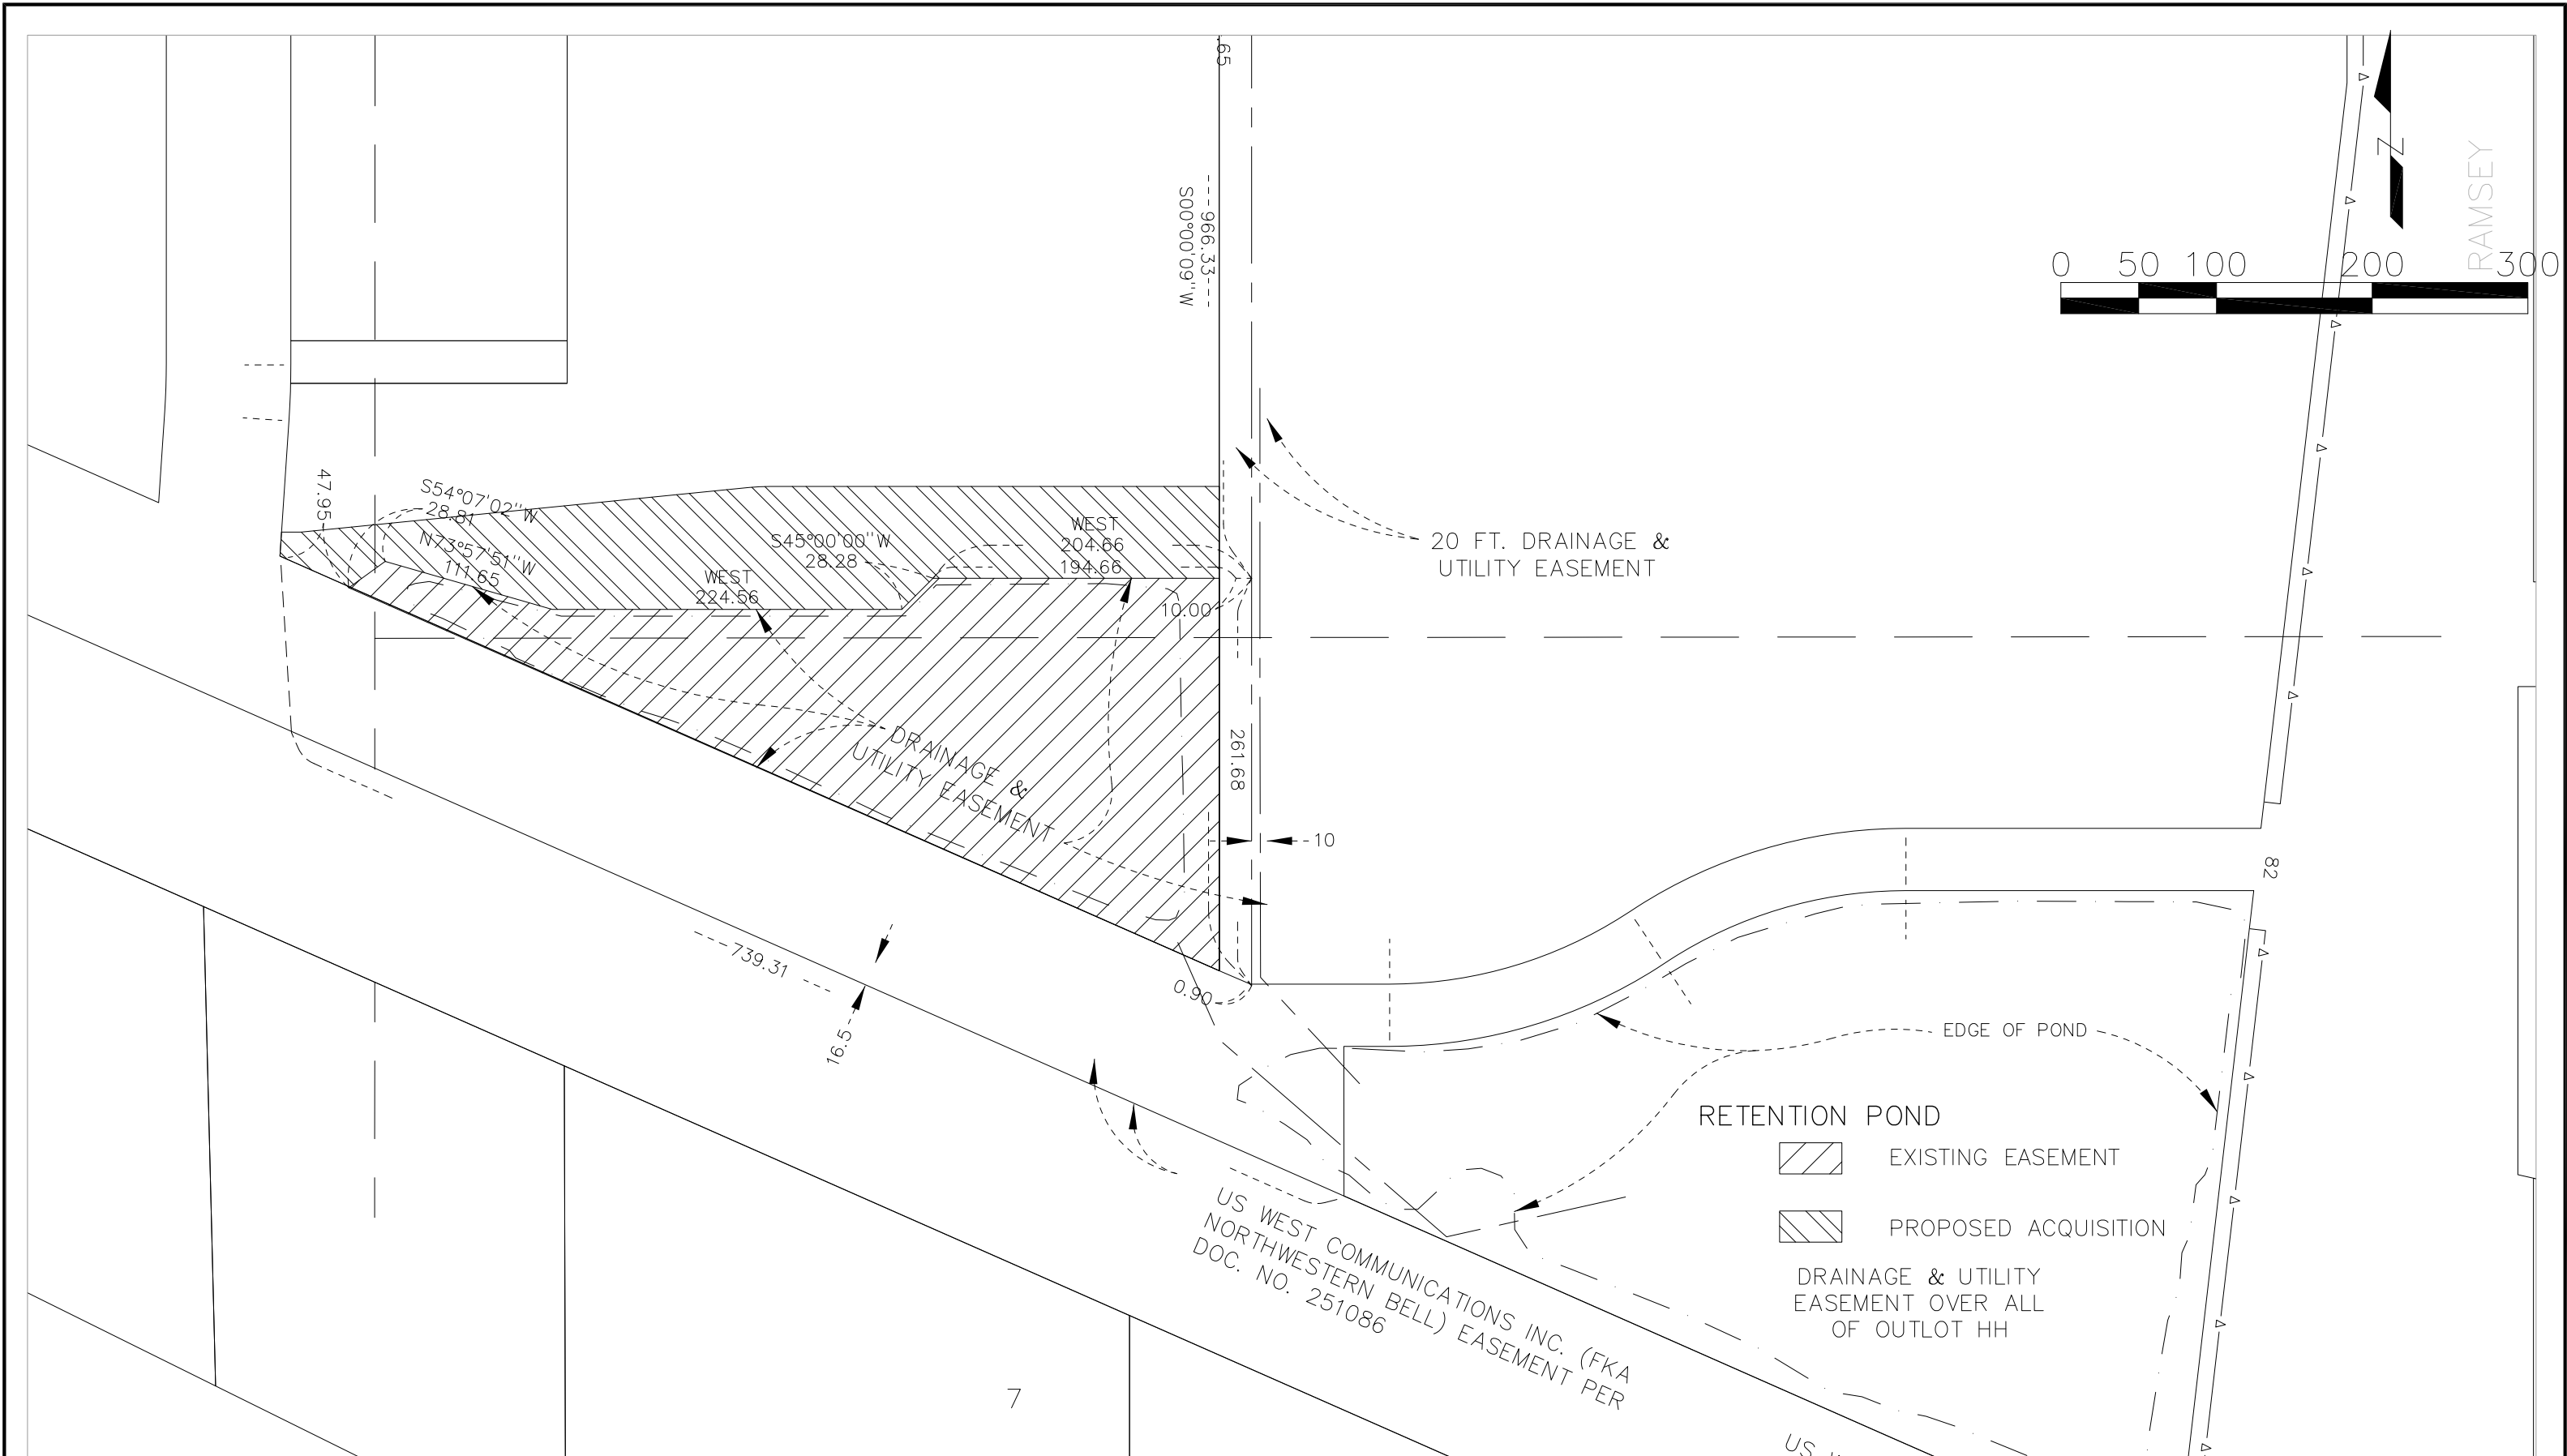 .65
N
RAMSEY
0 50 100 200 300
966.33
S00°00'09"W
47.95
S54°07'02"W
28.81
N73°57'51"W
111.65
S45°00'00"W
28.28
WEST
204.66
194.66
WEST
224.56
10.00
20 FT. DRAINAGE &
UTILITY EASEMENT
261.68
DRAINAGE &
UTILITY EASEMENT
10
82
739.31
0.90
16.5
EDGE OF POND
RETENTION POND
EXISTING EASEMENT
PROPOSED ACQUISITION
DRAINAGE & UTILITY
EASEMENT OVER ALL
OF OUTLOT HH
US WEST COMMUNICATIONS INC. (FKA
NORTHWESTERN BELL) EASEMENT PER
DOC. NO. 251086
7
US